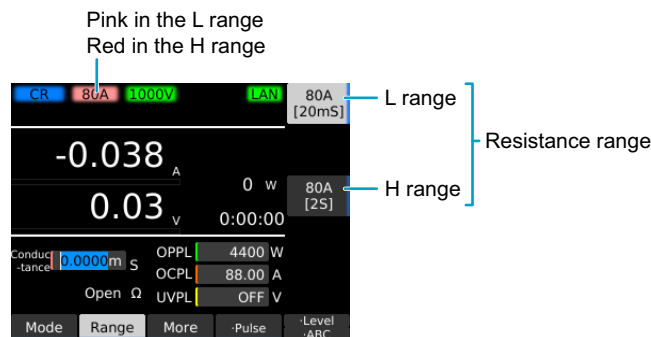 Pink in the L range
Red in the H range
CR 80A 1000V LAN
80A
[20mS]
L range
Resistance range
-0.038 A
0 W
80A
[2S]
H range
0.03 V
0:00:00
Conduc
-tance 0.0000m S
OPPL 4400 W
OCPL 88.00 A
Open Ω
UVPL OFF V
Mode Range More ·Pulse ·Level
·ABC